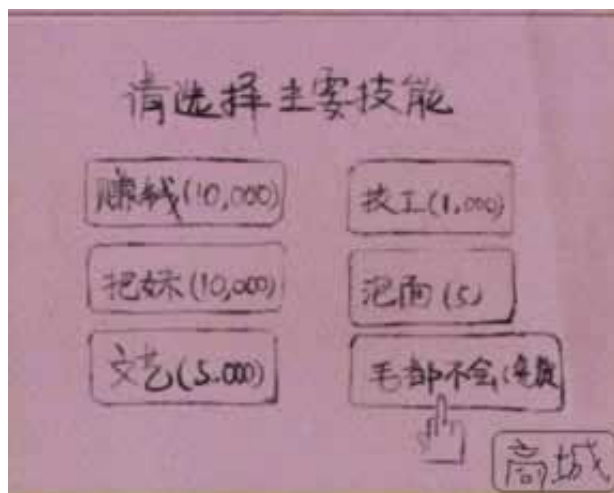 请选择主要技能
赚钱(10,000)
技工(1,000)
把妹(10,000)
泡面(5)
文艺(5.000)
毛都不会(免费
商城